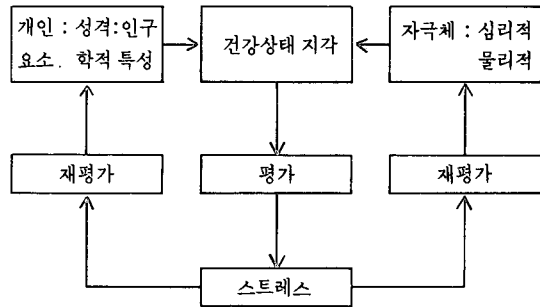 개인 : 성격:인구
요소. 학적 특성
건강상태 지각
자극체 : 심리적
물리적
재평가
평가
재평가
스트레스